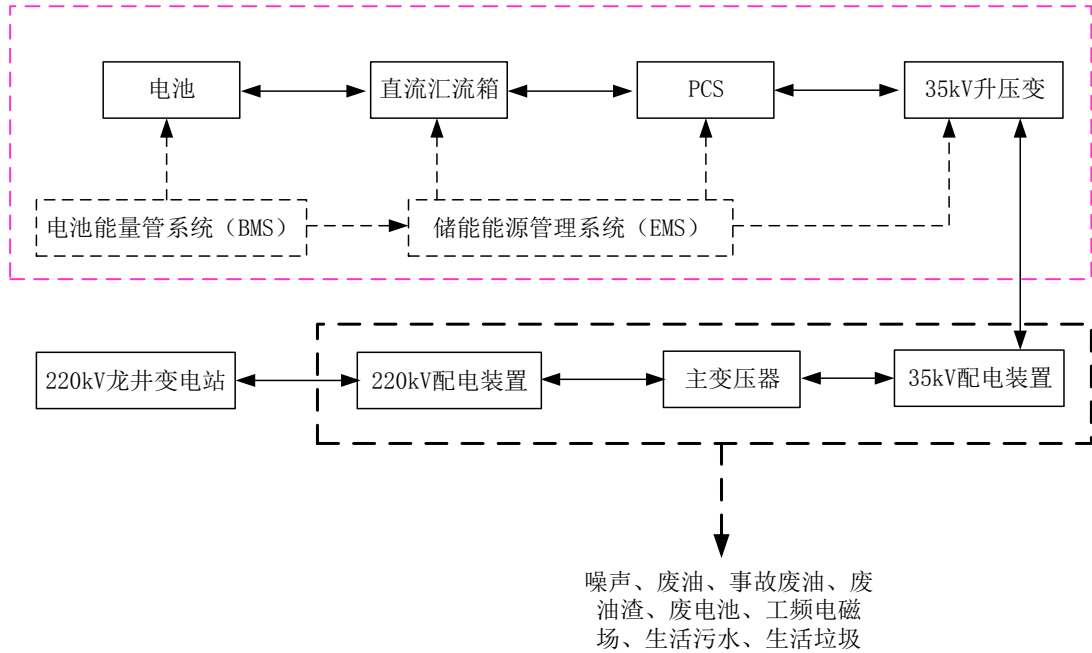 电池
直流汇流箱
PCS
35kV升压变
电池能量管系统（BMS）
储能能源管理系统（EMS）
220kV龙井变电站
220kV配电装置
主变压器
35kV配电装置
噪声、废油、事故废油、废
油渣、废电池、工频电磁
场、生活污水、生活垃圾